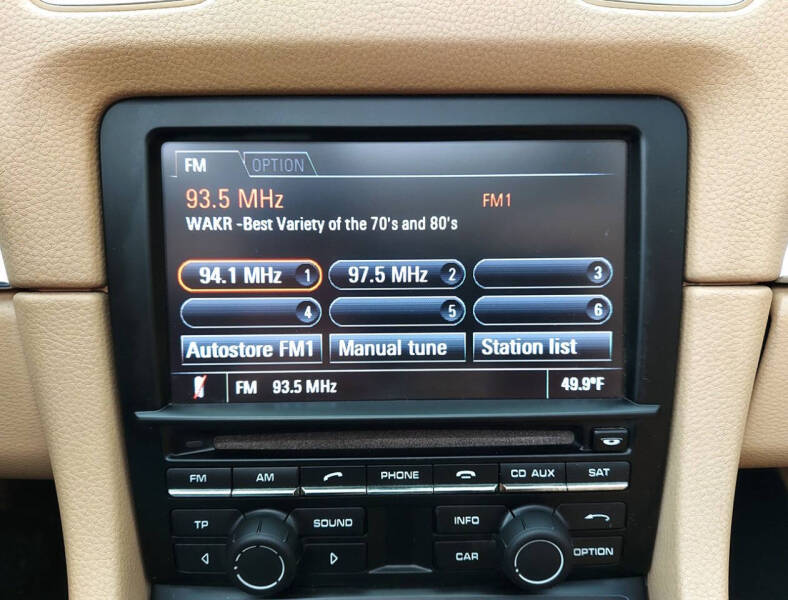 FM OPTION
93.5 MHz FM1
WAKR -Best Variety of the 70's and 80's
94.1 MHz 1 97.5 MHz 2 3
4 5 6
Autostore FM1 Manual tune Station list
FM 93.5 MHz 49.9°F
FM AM PHONE CD AUX SAT
TP SOUND INFO
CAR OPTION